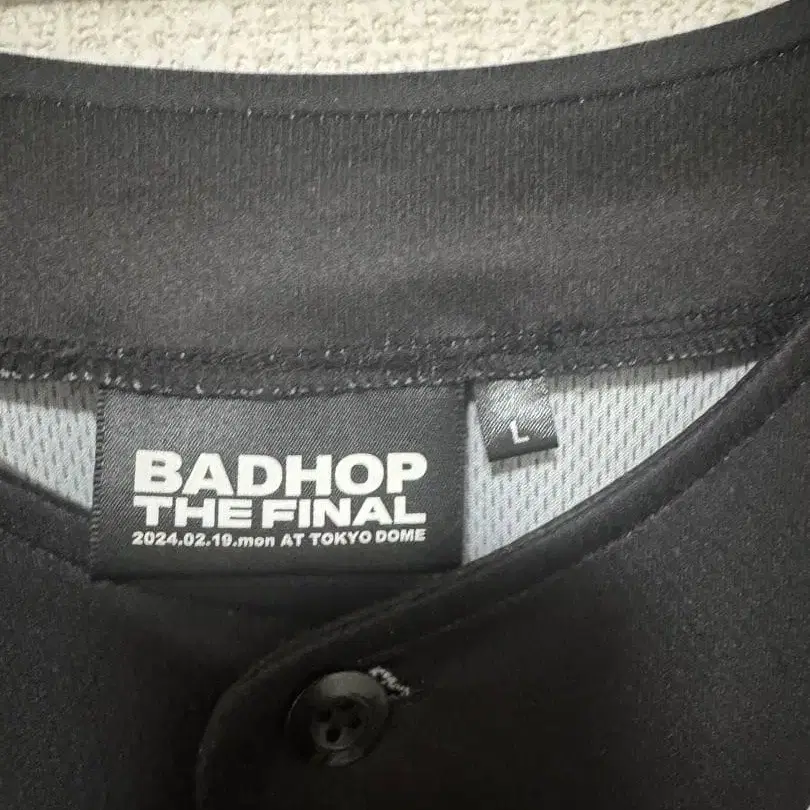 BADHOP
THE FINAL
2024.02.19.mon AT TOKYO DOME
L